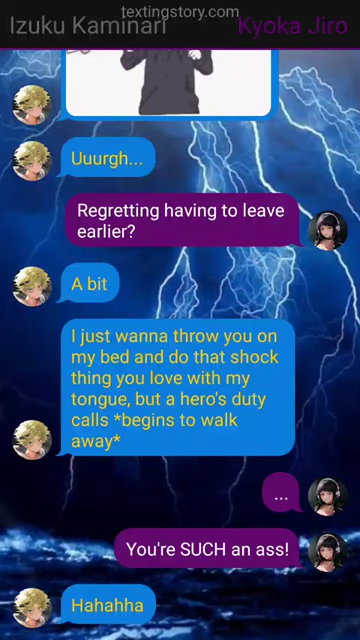 textingstory.com
Izuku Kaminari
Kyoka Jiro
Uuurgh...
Regretting having to leave
earlier?
A bit
I just wanna throw you on
my bed and do that shock
thing you love with my
tongue, but a hero's duty
calls *begins to walk
away*
...
You're SUCH an ass!
Hahahha